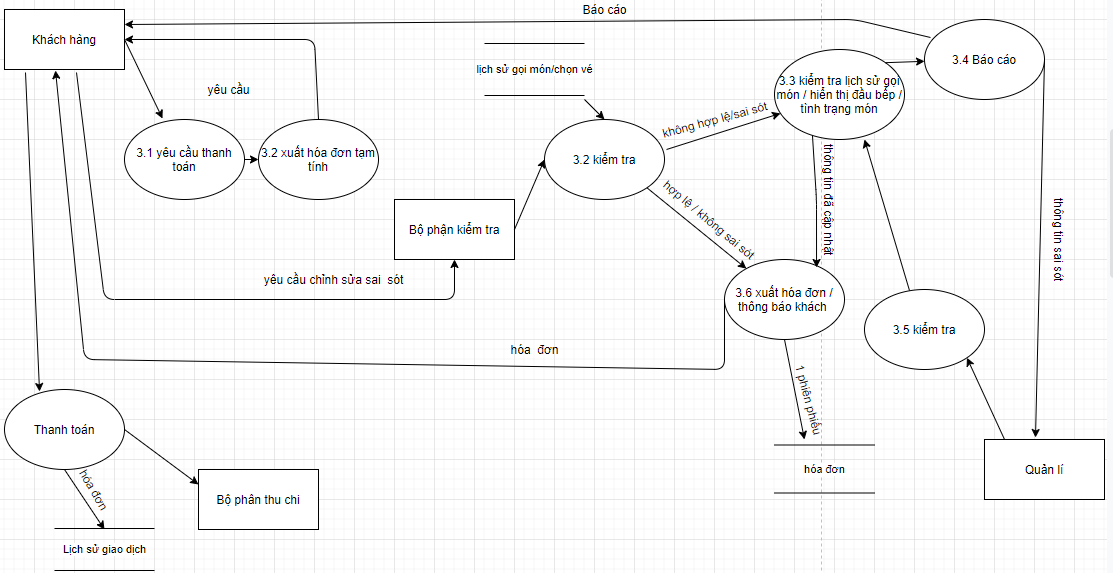 Báo cáo
Khách hàng
lịch sử gọi món/chọn vé
3.4 Báo cáo
yêu cầu
3.3 kiểm tra lịch sử gọi
món / hiển thị đầu bếp /
tình trạng món
không hợp lệ/sai sót
3.1 yêu cầu thanh
toán
3.2 xuất hóa đơn tạm
tính
3.2 kiểm tra
thông tin đã cập nhât
hợp lệ / không sai sót
thông tin sai sót
Bộ phận kiểm tra
yêu cầu chỉnh sửa sai sót
3.6 xuất hóa đơn /
thông báo khách
3.5 kiểm tra
hóa đơn
1 phiên phiếu
Thanh toán
hóa đơn
Quản lí
hóa đơn
Bộ phân thu chi
Lịch sử giao dịch